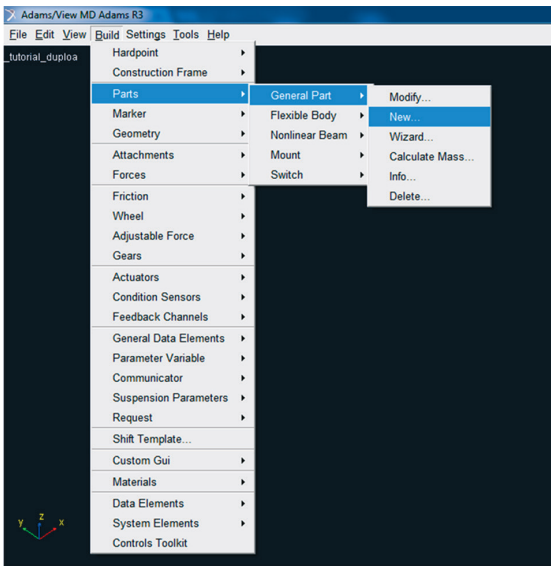 Adams/View MD Adams R3
File Edit View Build Settings Tools Help
_tutorial_duploa
Hardpoint
Construction Frame
Parts
Marker
Geometry
Attachments
Forces
Friction
Wheel
Adjustable Force
Gears
Actuators
Condition Sensors
Feedback Channels
General Data Elements
Parameter Variable
Communicator
Suspension Parameters
Request
Shift Template...
Custom Gui
Materials
Data Elements
System Elements
Controls Toolkit
General Part
Flexible Body
Nonlinear Beam
Mount
Switch
Modify...
New...
Wizard...
Calculate Mass...
Info...
Delete...
y z x